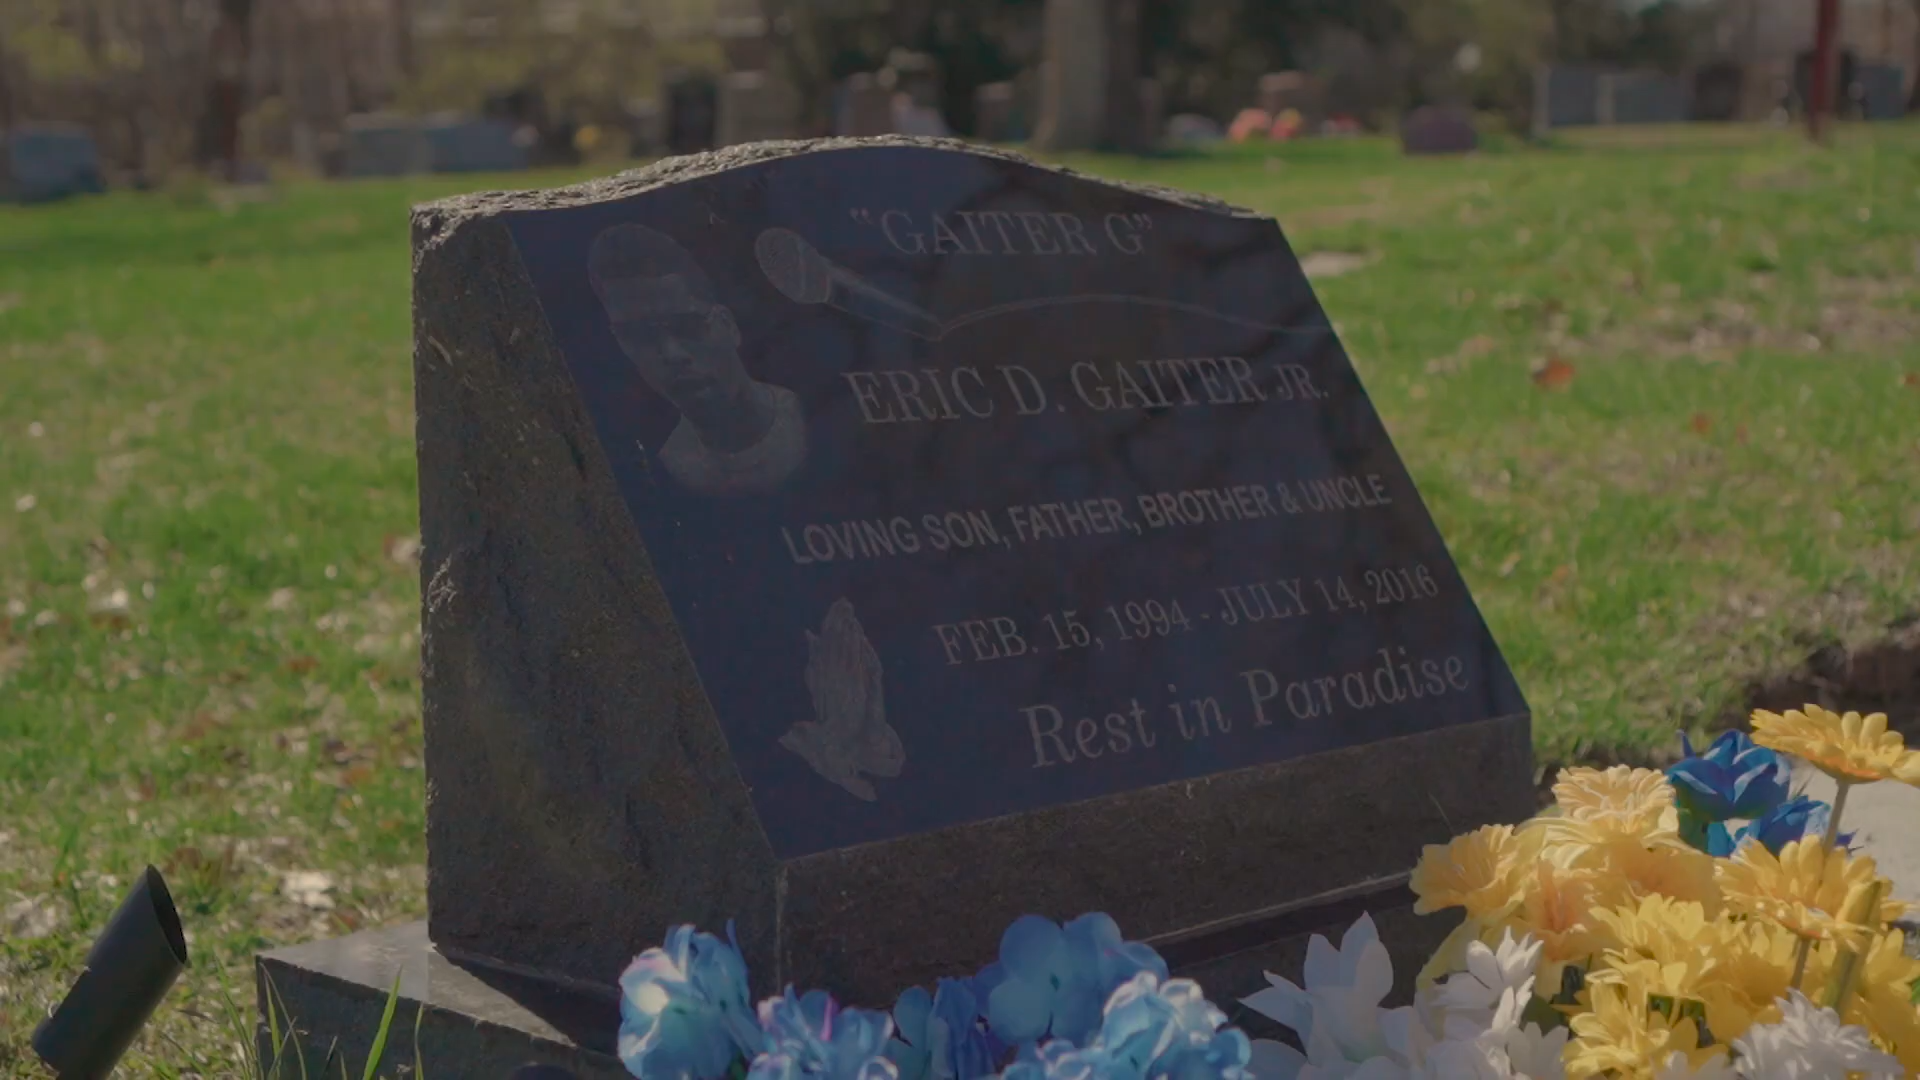 “GAITER G”
ERIC D. GAITER JR.
LOVING SON, FATHER, BROTHER & UNCLE
FEB. 15, 1994 - JULY 14, 2016
Rest in Paradise